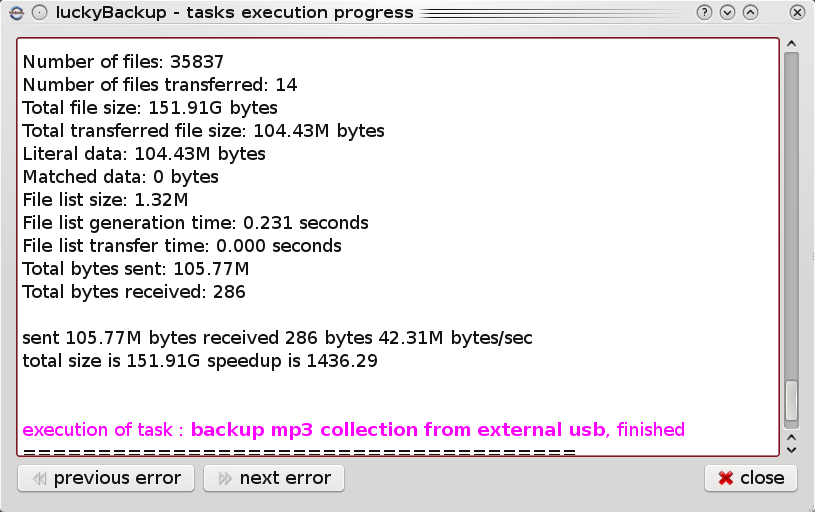 luckyBackup - tasks execution progress
Number of files: 35837
Number of files transferred: 14
Total file size: 151.91G bytes
Total transferred file size: 104.43M bytes
Literal data: 104.43M bytes
Matched data: 0 bytes
File list size: 1.32M
File list generation time: 0.231 seconds
File list transfer time: 0.000 seconds
Total bytes sent: 105.77M
Total bytes received: 286
sent 105.77M bytes received 286 bytes 42.31M bytes/sec
total size is 151.91G speedup is 1436.29
execution of task : backup mp3 collection from external usb, finished
=====================================
previous error next error close